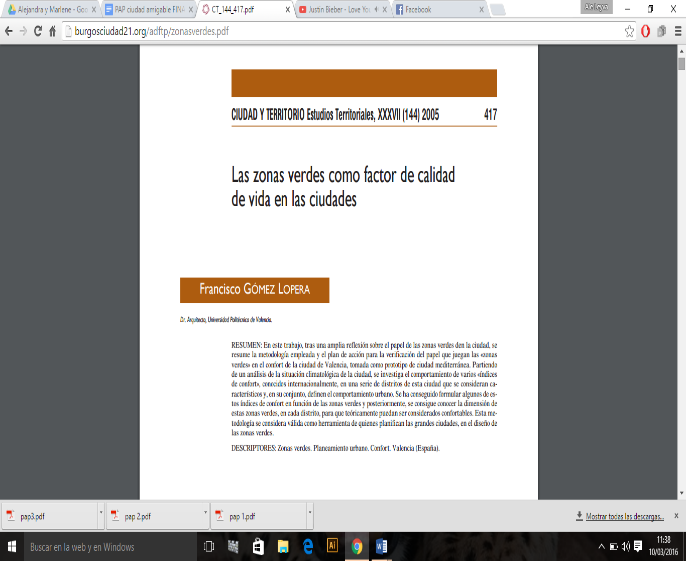 Alejandra y Marlene - Goo
PAP ciudad amigable FINA
CT_144_417.pdf
Justin Bieber - Love You
Facebook
burgosciudad21.org/adftp/zonasverdes.pdf
CIUDAD Y TERRITORIO Estudios Territoriales, XXXVII (144) 2005 417
Las zonas verdes como factor de calidad
de vida en las ciudades
Francisco GÓMEZ LOPERA
Dr. Arquitecto, Universidad Politécnica de Valencia.
RESUMEN: En este trabajo, tras una amplia reflexión sobre el papel de las zonas verdes den la ciudad, se
resume la metodología empleada y el plan de acción para la verificación del papel que juegan las «zonas
verdes» en el confort de la ciudad de Valencia, tomada como prototipo de ciudad mediterránea. Partiendo
de un análisis de la situación climatológica de la ciudad, se investiga el comportamiento de varios «índices
de confort», conocidos internacionalmente, en una serie de distritos de esta ciudad que se consideran ca-
racterísticos y, en su conjunto, definen el comportamiento urbano. Se ha conseguido formular algunos de es-
tos índices de confort en función de las zonas verdes y posteriormente, se consigue conocer la dimensión de
estas zonas verdes, en cada distrito, para que teóricamente puedan ser considerados confortables. Esta me-
todología se considera válida como herramienta de quienes planifican las grandes ciudades, en el diseño de
las zonas verdes.
DESCRIPTORES: Zonas verdes. Planeamiento urbano. Confort. Valencia (España).
pap3.pdf
pap 2.pdf
pap 1.pdf
Mostrar todas las descargas...
Buscar en la web y en Windows
Ai
11:38
10/03/2016